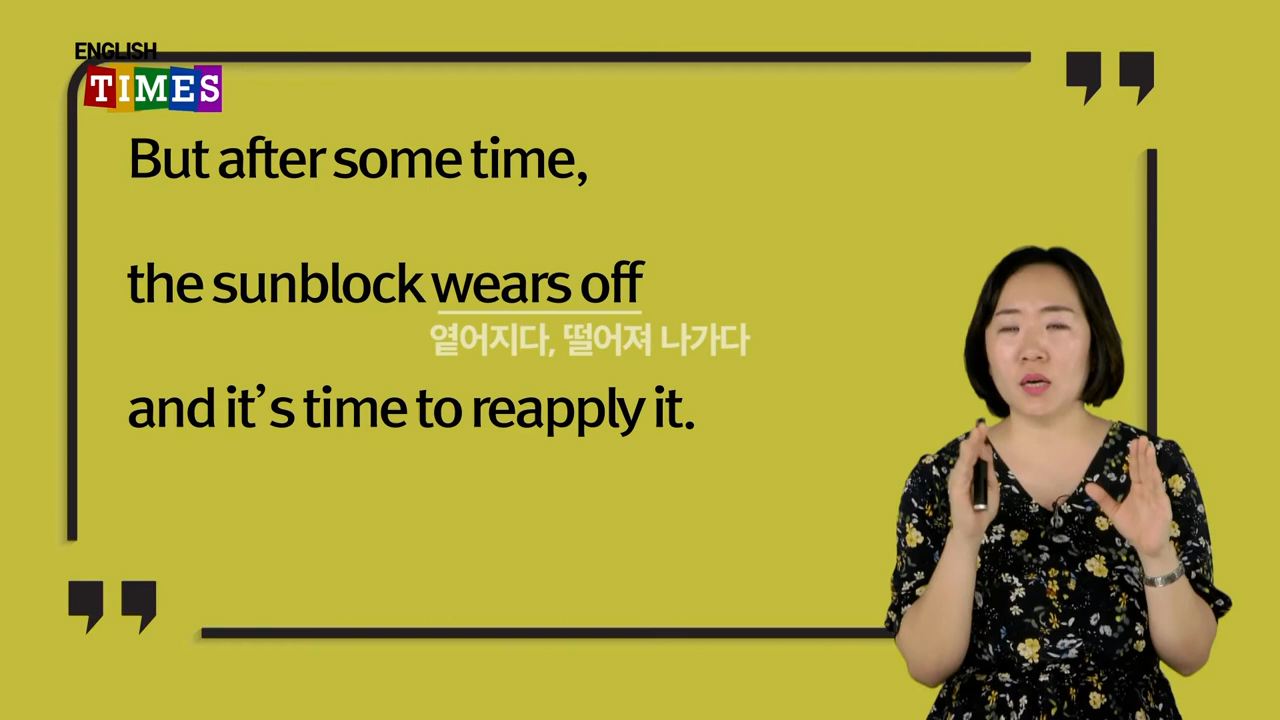 ENGLISH
TIMES
But after some time,
the sunblock wears off
옅어지다, 떨어져 나가다
and it’s time to reapply it.